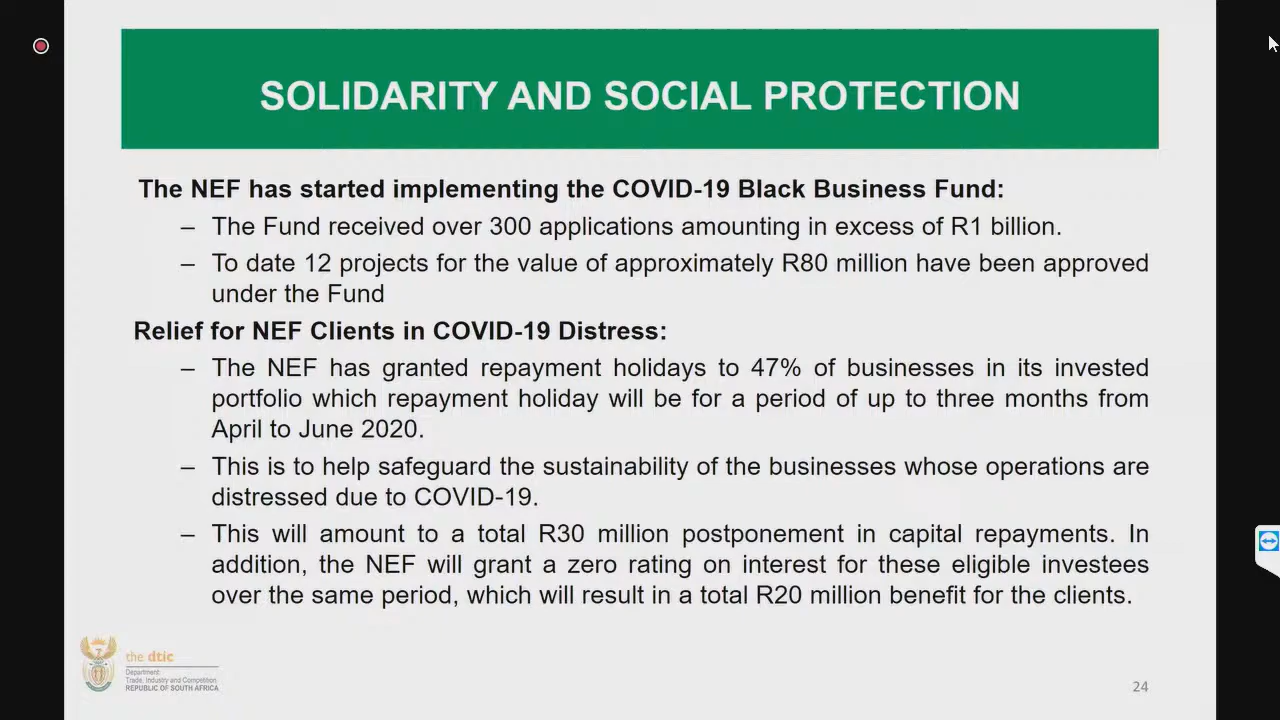 SOLIDARITY AND SOCIAL PROTECTION
The NEF has started implementing the COVID-19 Black Business Fund:
– The Fund received over 300 applications amounting in excess of R1 billion.
– To date 12 projects for the value of approximately R80 million have been approved
under the Fund
Relief for NEF Clients in COVID-19 Distress:
– The NEF has granted repayment holidays to 47% of businesses in its invested
portfolio which repayment holiday will be for a period of up to three months from
April to June 2020.
– This is to help safeguard the sustainability of the businesses whose operations are
distressed due to COVID-19.
– This will amount to a total R30 million postponement in capital repayments. In
addition, the NEF will grant a zero rating on interest for these eligible investees
over the same period, which will result in a total R20 million benefit for the clients.
the dtic
Department:
Trade, Industry and Competition
REPUBLIC OF SOUTH AFRICA
24